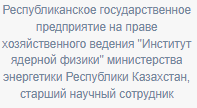 Республиканское государственное
предприятие на праве
хозяйственного ведения "Институт
ядерной физики" министерства
энергетики Республики Казахстан,
старший научный сотрудник